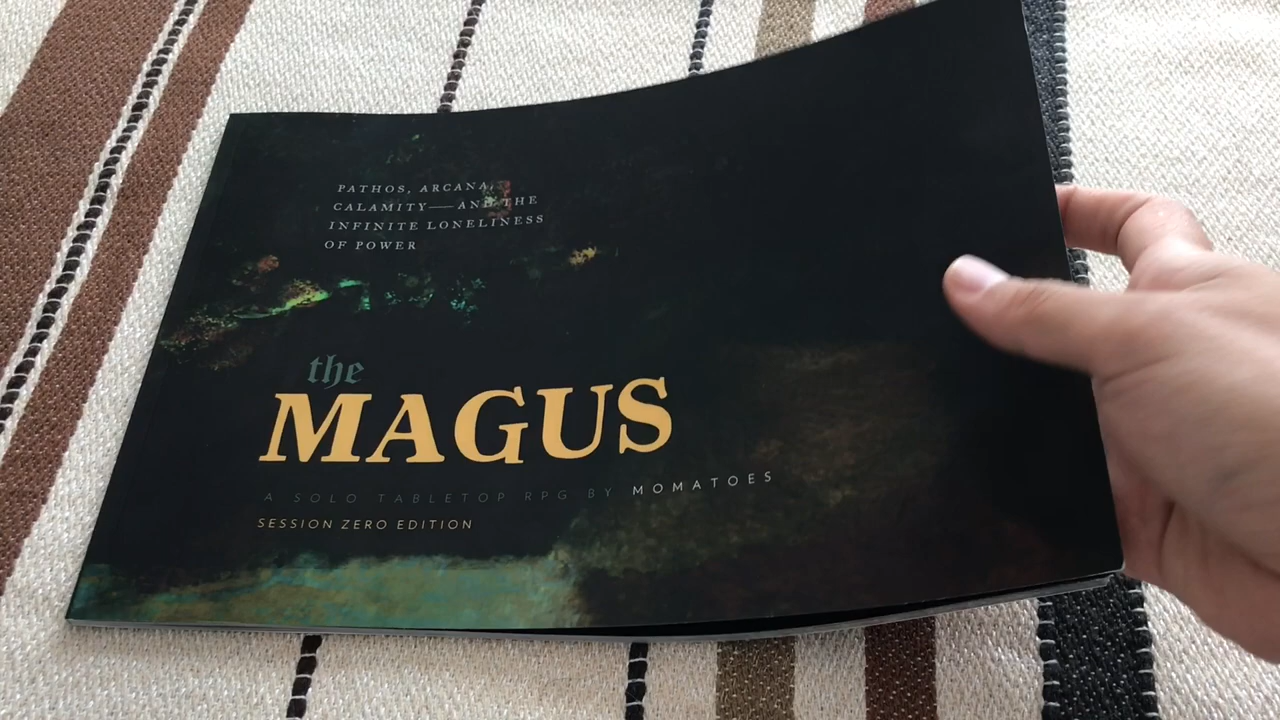 PATHOS, ARCANA,
CALAMITY——AND THE
INFINITE LONELINESS
OF POWER
the
MAGUS
A SOLO TABLETOP RPG BY MOMATOES
SESSION ZERO EDITION